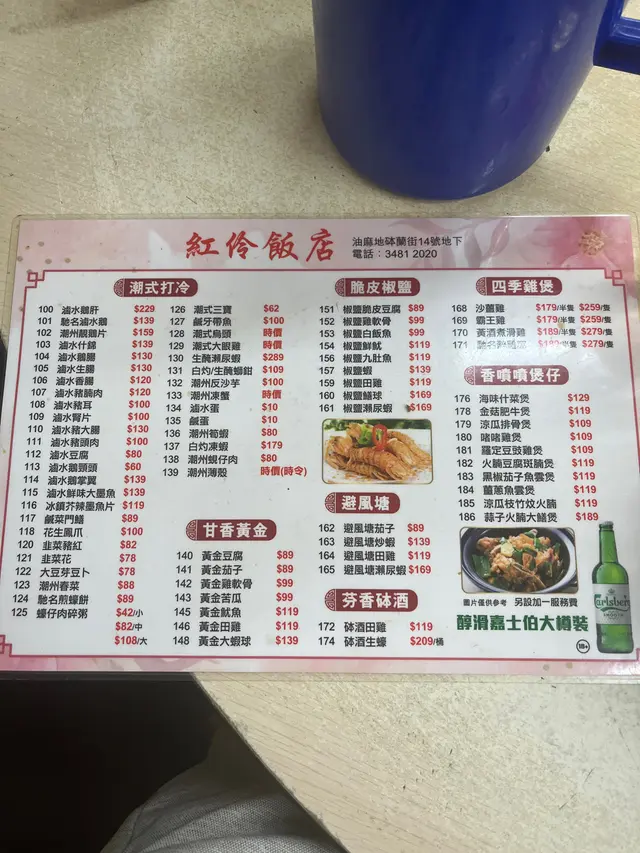 紅伶飯店
油麻地砵蘭街14號地下
電話：3481 2020
潮式打冷
100 滷水鵝肝 $229
101 馳名滷水鵝 $139
102 潮州靚鵝片 $159
103 滷水什錦 $139
104 滷水鵝腸 $130
105 滷水生腸 $130
106 滷水香腸 $120
107 滷水豬腩肉 $120
108 滷水豬耳 $100
109 滷水腎片 $100
110 滷水豬大腸 $130
111 滷水豬頭肉 $100
112 滷水豆腐 $80
113 滷水鵝頭頸 $60
114 滷水鵝掌翼 $139
115 滷水鮮味大墨魚 $139
116 冰鎮芥辣墨魚片 $119
117 鹹菜門鱔 $89
118 花生鳳爪 $100
120 韭菜豬紅 $82
121 韭菜花 $78
122 大豆芽豆卜 $78
123 潮州春菜 $88
124 馳名煎蠔餅 $89
125 蠔仔肉碎粥 $42/小
$82/中
$108/大
126 潮式三寶 $62
127 鹹牙帶魚 $100
128 潮式烏頭 時價
129 潮式大眼雞 時價
130 生醃瀨尿蝦 $289
131 白灼/生醃蟛蚶 $109
132 潮州反沙芋 $100
133 潮州凍蟹 時價
134 滷水蛋 $10
135 鹹蛋 $10
136 潮州筍蝦 $80
137 白灼凍蝦 $179
138 潮州蜆仔肉 $80
139 潮州薄殼 時價(時令)
甘香黃金
140 黃金豆腐 $89
141 黃金茄子 $89
142 黃金雞軟骨 $99
143 黃金苦瓜 $99
145 黃金魷魚 $119
146 黃金田雞 $119
148 黃金大蝦球 $139
脆皮椒鹽
151 椒鹽脆皮豆腐 $89
152 椒鹽雞軟骨 $99
153 椒鹽白飯魚 $99
154 椒鹽鮮魷 $119
156 椒鹽九肚魚 $119
157 椒鹽蝦 $139
159 椒鹽田雞 $119
160 椒鹽鱔球 $169
161 椒鹽瀨尿蝦 $169
避風塘
162 避風塘茄子 $89
163 避風塘炒蝦 $139
164 避風塘田雞 $119
165 避風塘瀨尿蝦 $169
芬香砵酒
172 砵酒田雞 $119
174 砵酒生蠔 $209/桶
四季雞煲
168 沙薑雞 $179/半隻 $259/隻
169 霸王雞 $179/半隻 $259/隻
170 黃酒煮滑雞 $189/半隻 $279/隻
171 馳名 $189/半隻 $279/隻
香噴噴煲仔
176 海味什菜煲 $129
178 金菇肥牛煲 $119
179 涼瓜排骨煲 $109
180 啫啫雞煲 $109
181 羅定豆豉雞煲 $109
182 火腩豆腐斑腩煲 $119
183 黑椒茄子魚雲煲 $119
184 薑蔥魚雲煲 $119
185 涼瓜枝竹炆火腩 $119
186 蒜子火腩大鱔煲 $189
圖片僅供參考 另設加一服務費
醇滑嘉士伯大樽裝
Carlsberg
18+